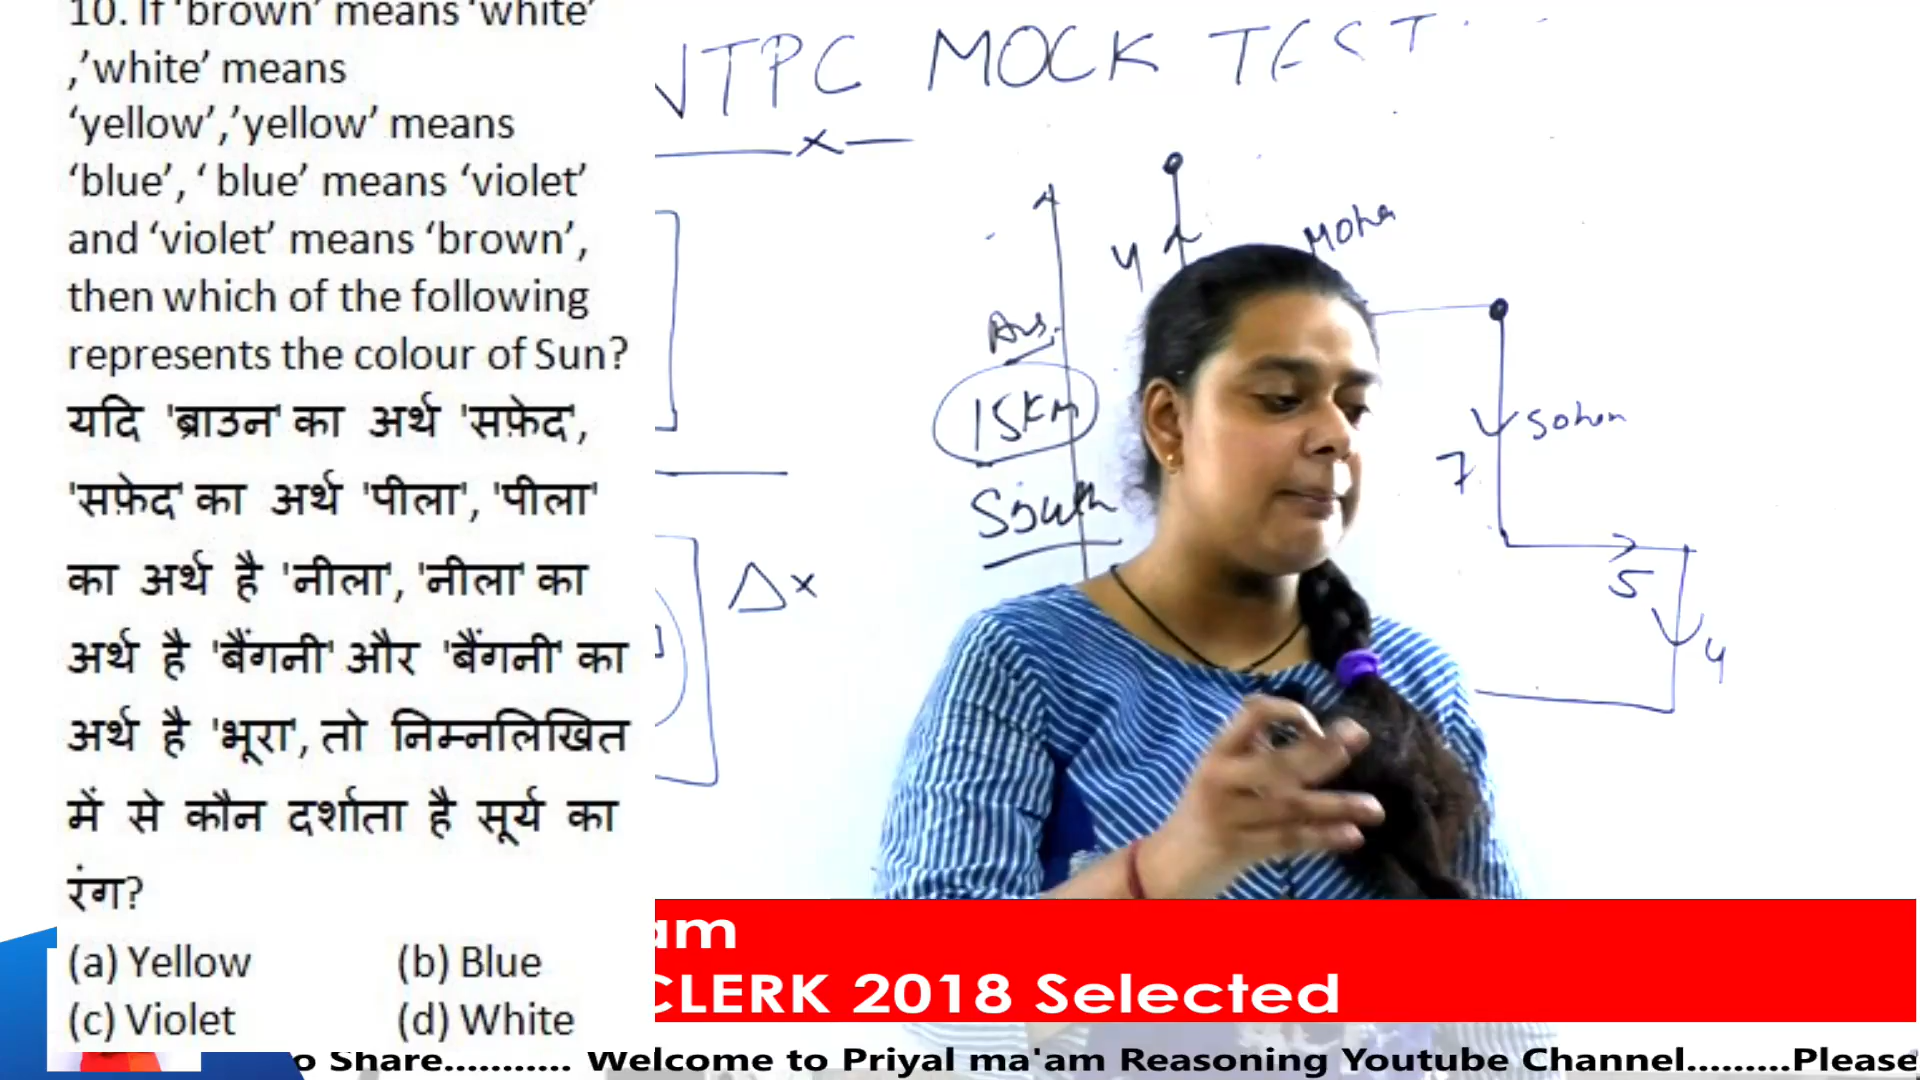 10. If ‘brown’ means ‘white’
,’white’ means
‘yellow’,’yellow’ means
‘blue’, ‘ blue’ means ‘violet’
and ‘violet’ means ‘brown’,
then which of the following
represents the colour of Sun?
यदि 'ब्राउन' का अर्थ 'सफ़ेद',
'सफ़ेद' का अर्थ 'पीला', 'पीला'
का अर्थ है 'नीला', 'नीला' का
अर्थ है 'बैंगनी' और 'बैंगनी' का
अर्थ है 'भूरा', तो निम्नलिखित
में से कौन दर्शाता है सूर्य का
रंग?
(a) Yellow (b) Blue
(c) Violet (d) White
NTPC MOCK TEST
x
4
Moha
Ans.
15Km
South
Sohan
7
5
4
Δx
am
CLERK 2018 Selected
o Share........... Welcome to Priyal ma'am Reasoning Youtube Channel.........Please